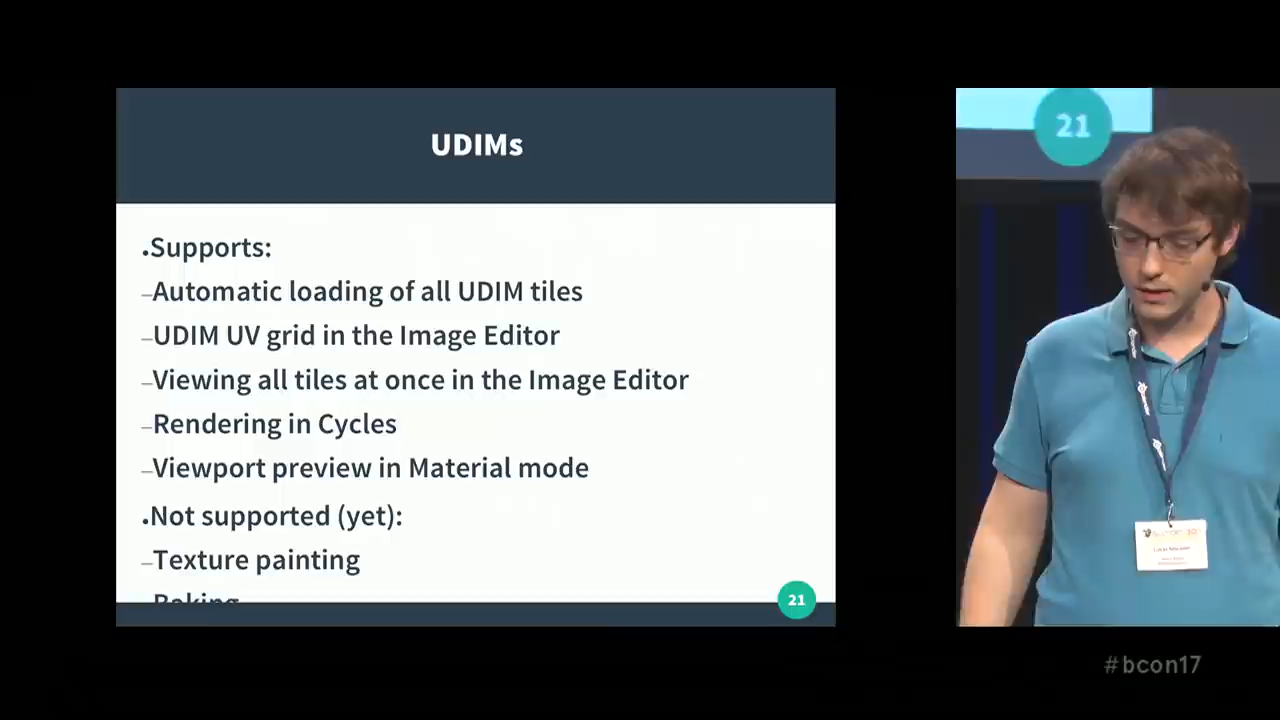 UDIMs
.Supports:
–Automatic loading of all UDIM tiles
–UDIM UV grid in the Image Editor
–Viewing all tiles at once in the Image Editor
–Rendering in Cycles
–Viewport preview in Material mode
.Not supported (yet):
–Texture painting
Baking
21
21
#bcon17